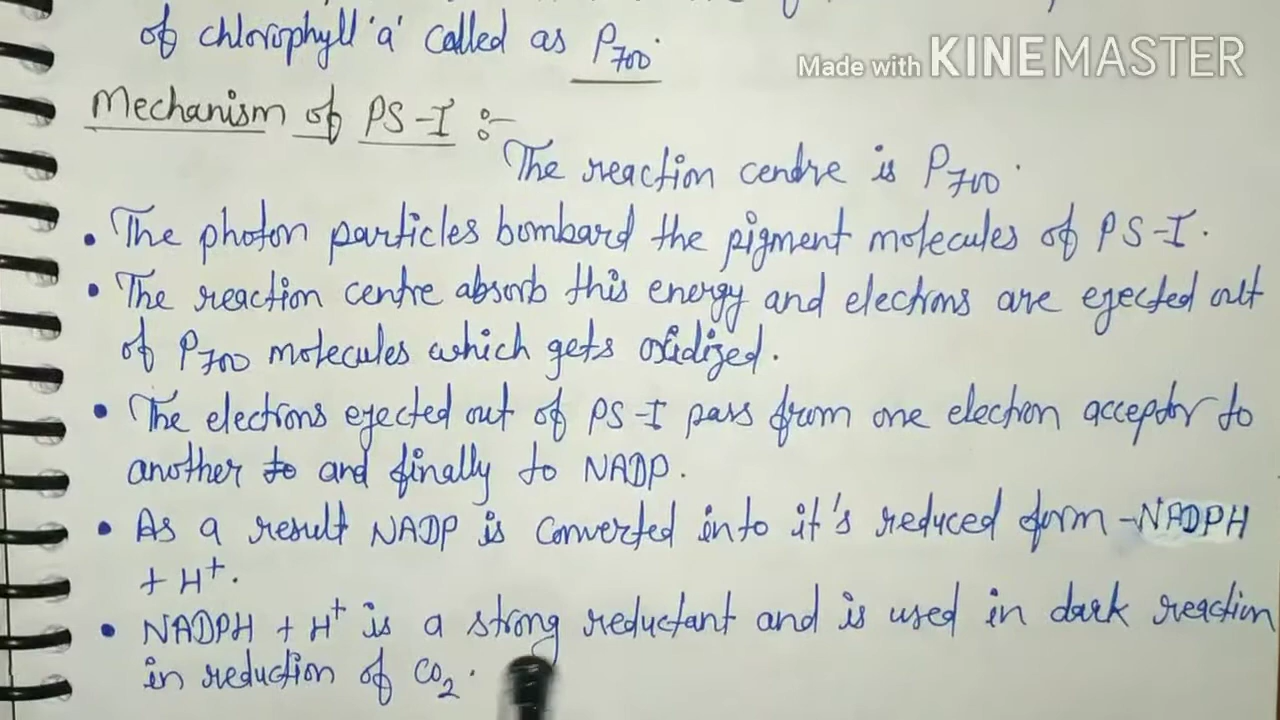 of chlorophyll 'a' called as P700.
Made with KINEMASTER
Mechanism of PS-I :-
The reaction centre is P700.
• The photon particles bombard the pigment molecules of PS-I.
• The reaction centre absorb this energy and electrons are ejected out
of P700 molecules which gets oxidized.
• The electrons ejected out of PS-I pass from one electron acceptor to
another to and finally to NADP.
• As a result NADP is converted into it's reduced form - NADPH
+ H+.
• NADPH + H+ is a strong reductant and is used in dark reaction
in reduction of CO2.